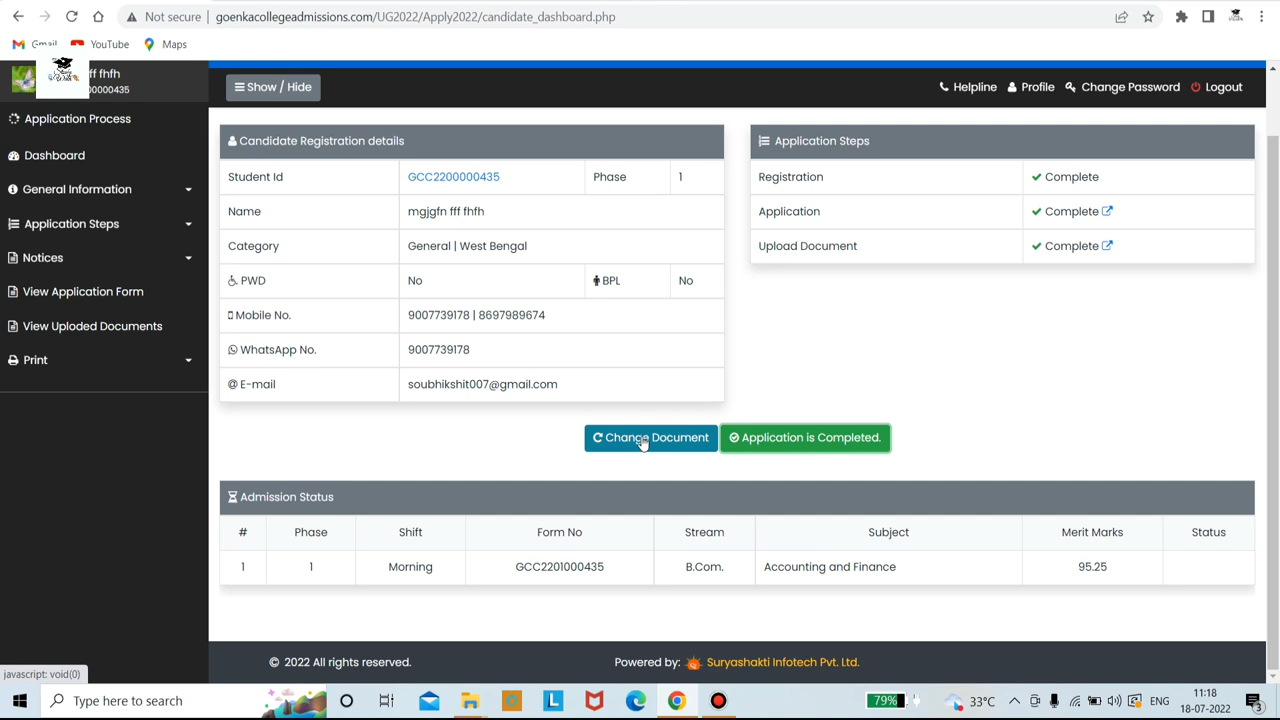 Not secure | goenkacollegeadmissions.com/UG2022/Apply2022/candidate_dashboard.php
Gmail YouTube Maps
fff fhfh
0000435
Show / Hide
Helpline Profile Change Password Logout
Application Process
Dashboard
General Information
Application Steps
Notices
View Application Form
View Uploded Documents
Print
Candidate Registration details
Student Id GCC2200000435 Phase 1
Name mgjgfn fff fhfh
Category General | West Bengal
PWD No BPL No
Mobile No. 9007739178 | 8697989674
WhatsApp No. 9007739178
@ E-mail soubhikshit007@gmail.com
Application Steps
Registration Complete
Application Complete
Upload Document Complete
Change Document Application is Completed.
Admission Status
# Phase Shift Form No Stream Subject Merit Marks Status
1 1 Morning GCC2201000435 B.Com. Accounting and Finance 95.25
© 2022 All rights reserved. Powered by: Suryashakti Infotech Pvt. Ltd.
javascript: void(0)
Type here to search
79% 33°C ENG 11:18
18-07-2022
3